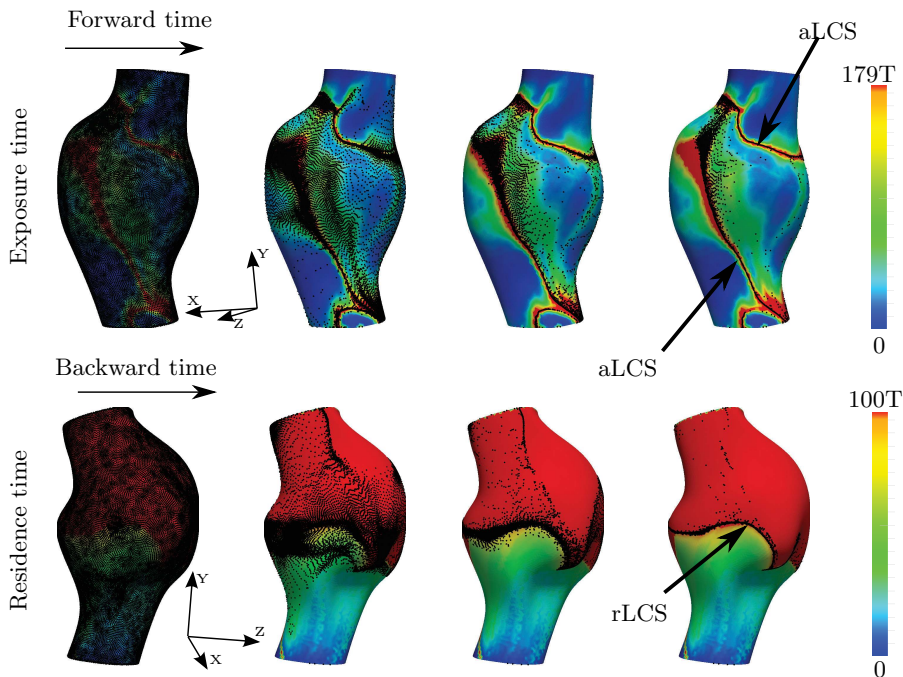 Forward time
aLCS
179T
Exposure time
Y
X
Z
aLCS
0
Backward time
100T
Residence time
Y
Z
X
rLCS
0